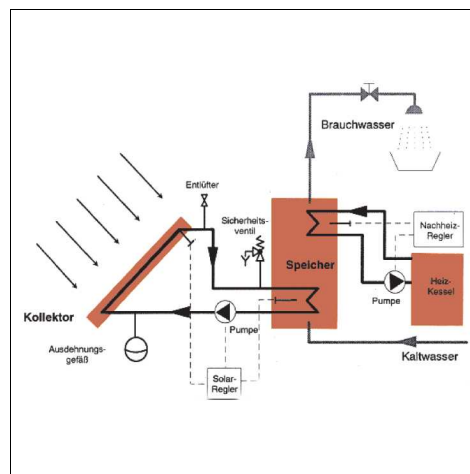 Brauchwasser
Entlüfter
Sicherheits-
ventil
Nachheiz-
Regler
Speicher
Pumpe
Heiz-
Kessel
Kollektor
Pumpe
Ausdehnungs-
gefäß
Kaltwasser
Solar-
Regler